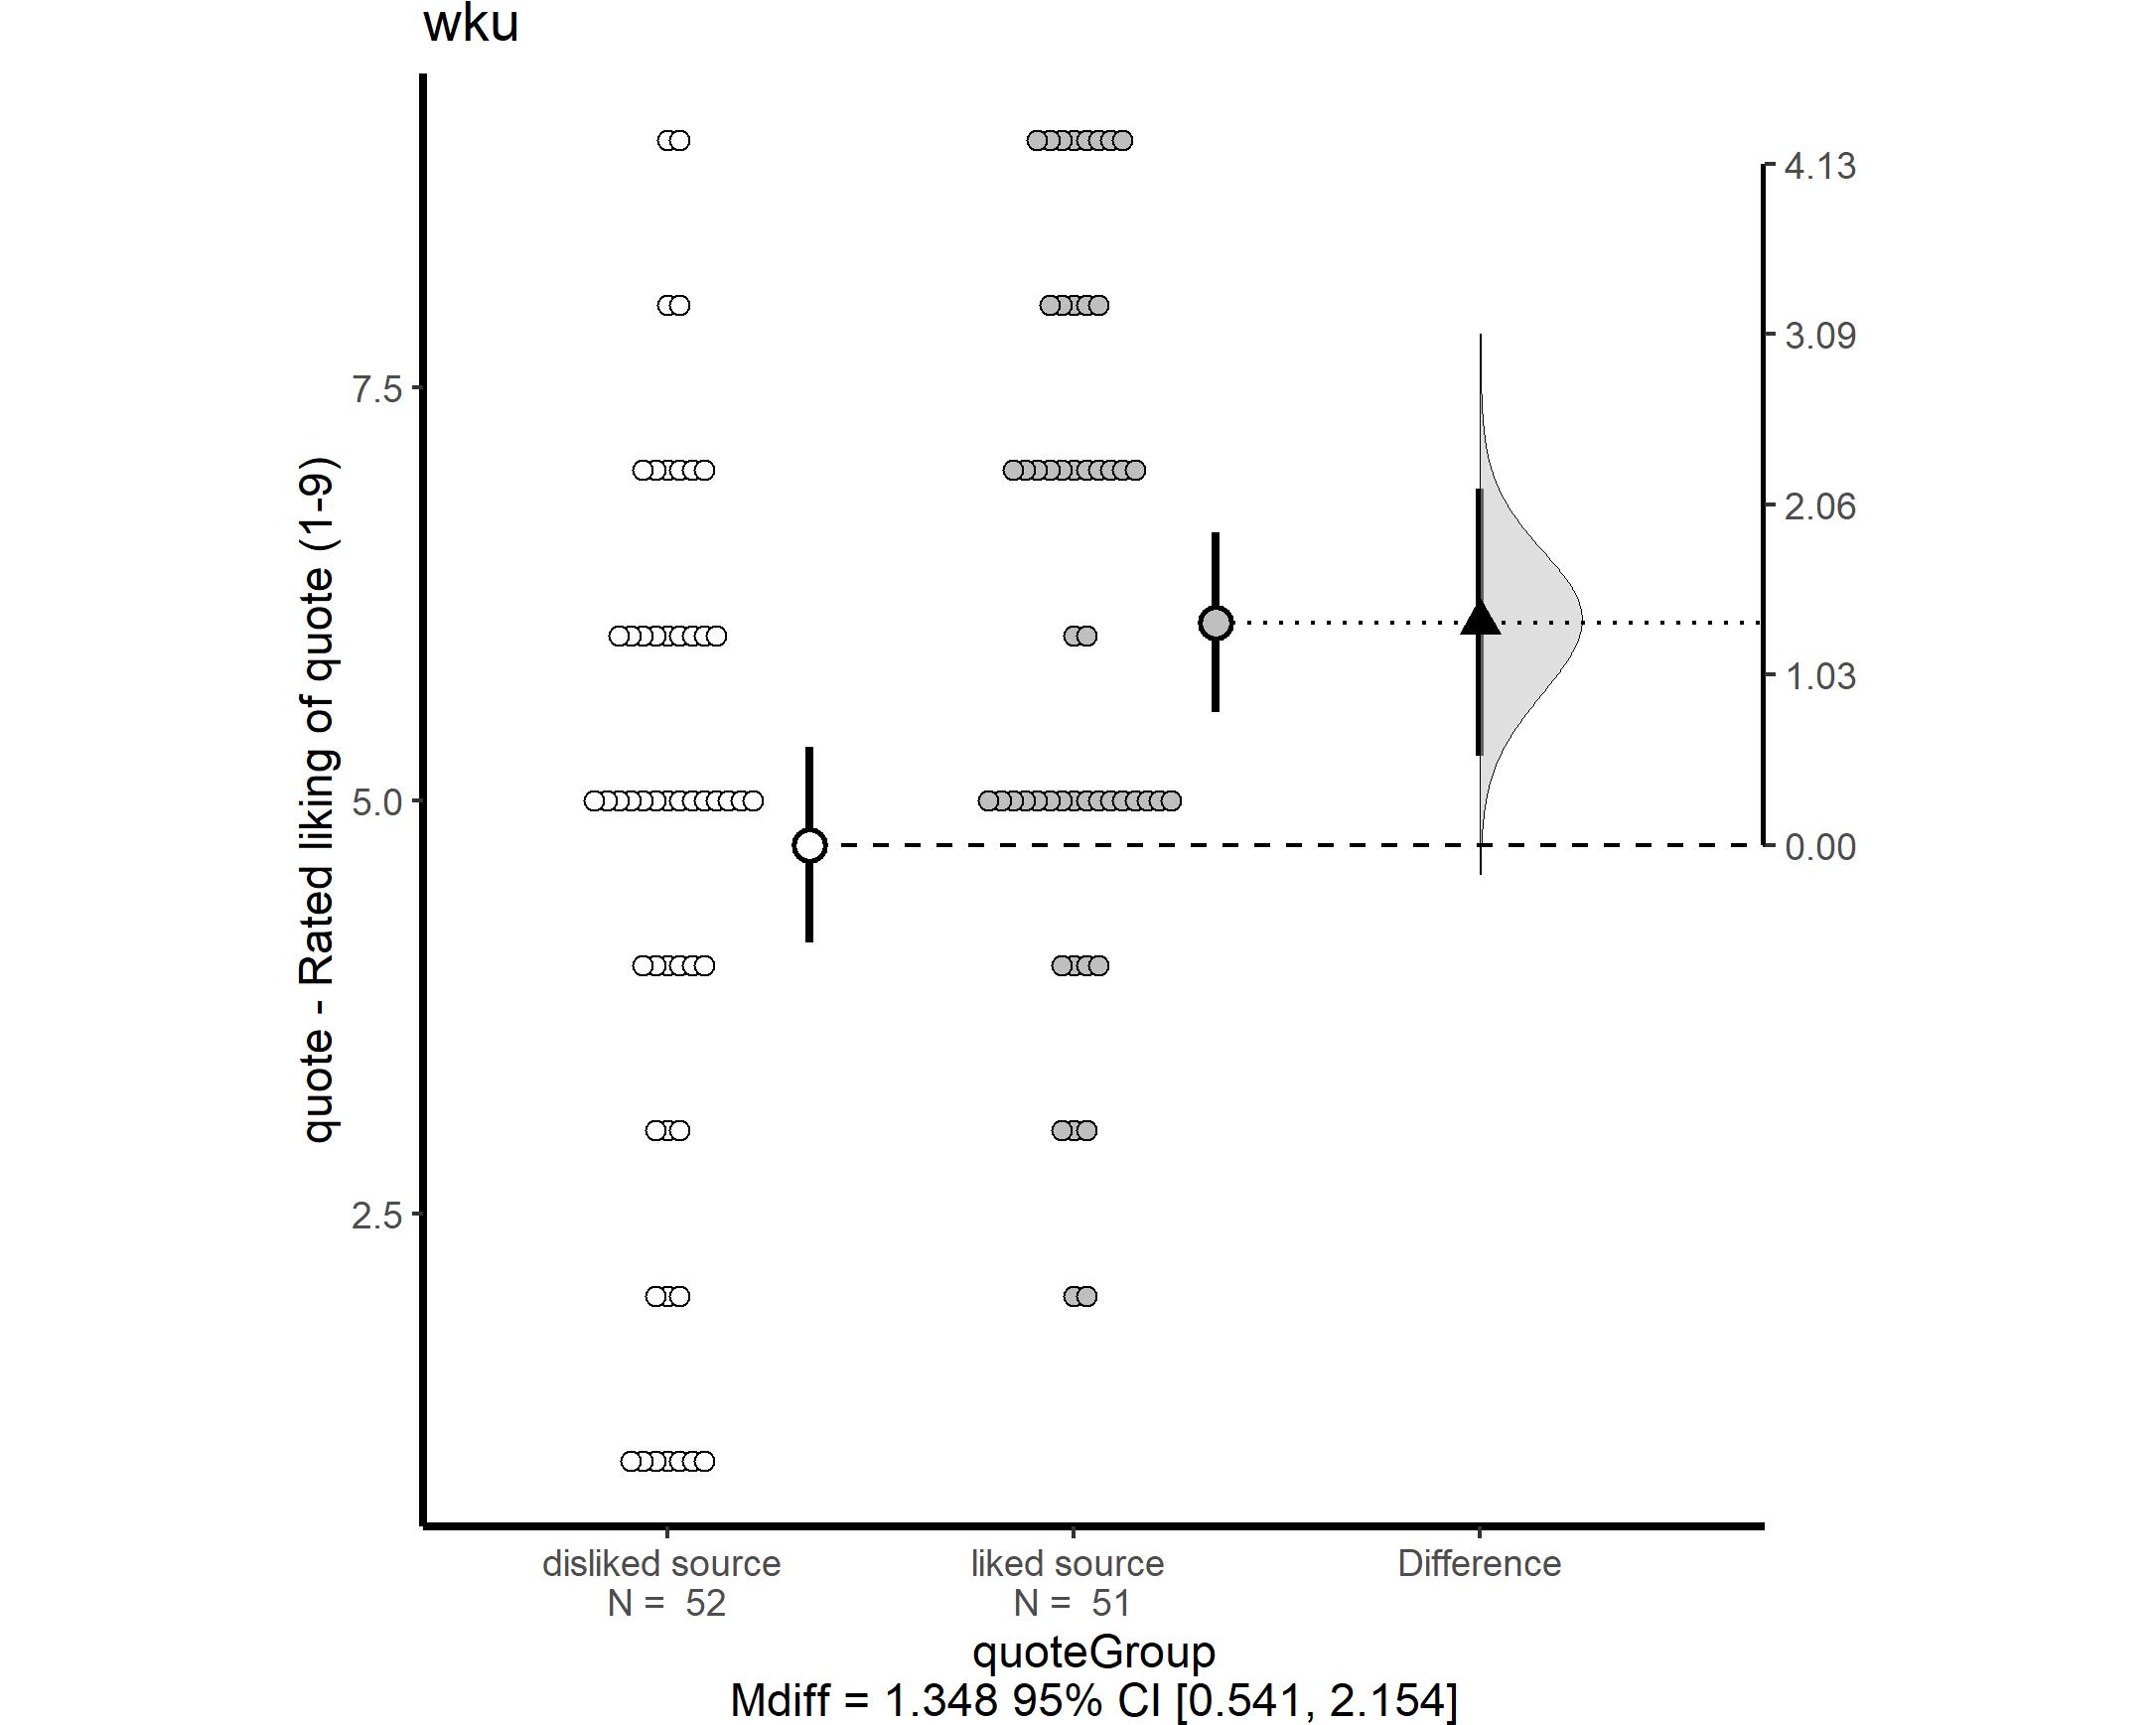 wku
quote - Rated liking of quote (1-9)
7.5
5.0
2.5
4.13
3.09
2.06
1.03
0.00
disliked source
N =  52
liked source
N =  51
Difference
quoteGroup
Mdiff = 1.348 95% CI [0.541, 2.154]